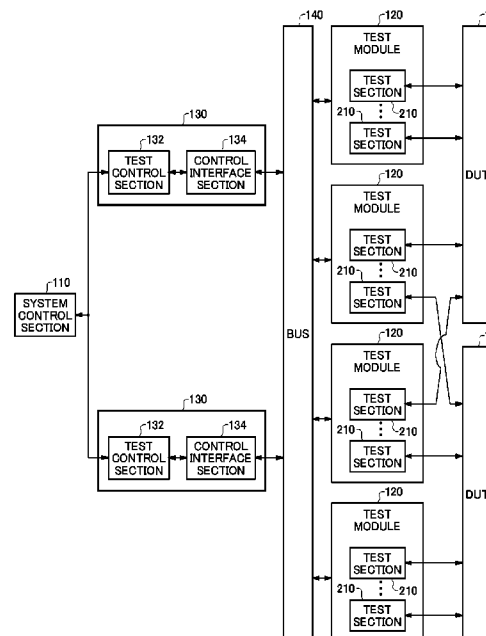 140
120
TEST
MODULE
TEST
SECTION
210
210
TEST
SECTION
130
132
134
TEST
CONTROL
SECTION
CONTROL
INTERFACE
SECTION
120
TEST
MODULE
TEST
SECTION
210
210
TEST
SECTION
DUT
110
SYSTEM
CONTROL
SECTION
BUS
120
TEST
MODULE
TEST
SECTION
210
210
TEST
SECTION
130
132
134
TEST
CONTROL
SECTION
CONTROL
INTERFACE
SECTION
120
TEST
MODULE
TEST
SECTION
210
210
TEST
SECTION
DUT